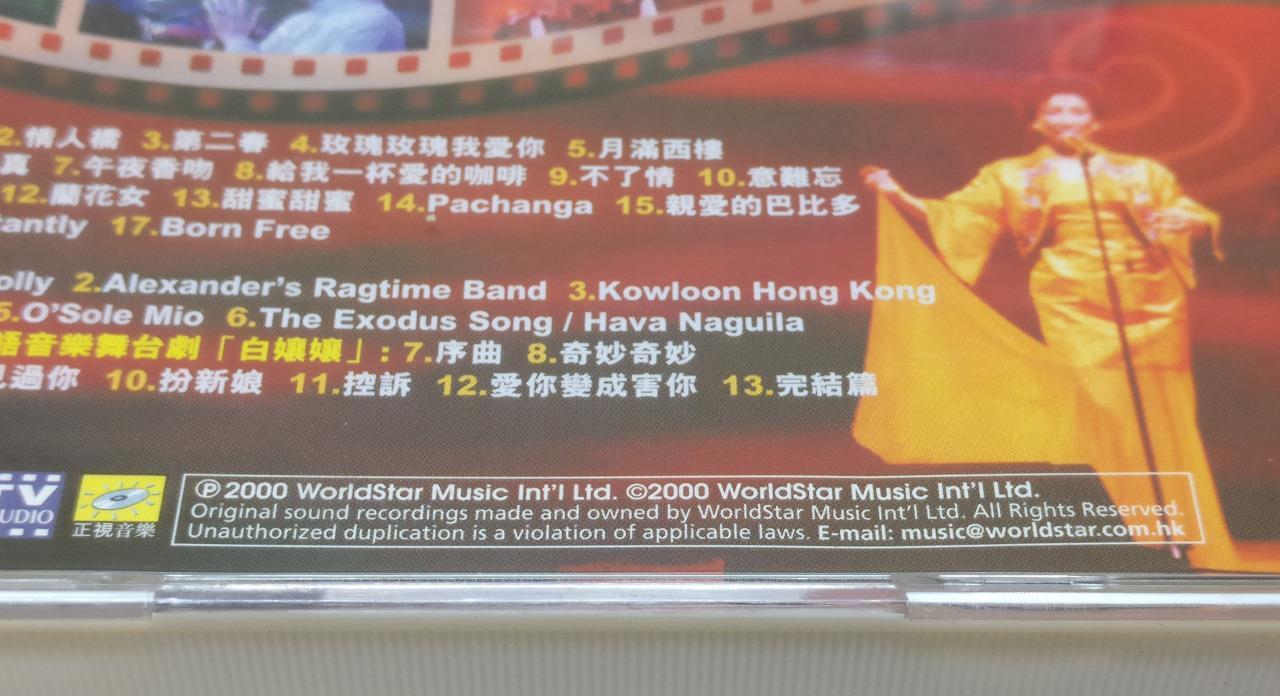 2.情人橋 3.第二春 4.玫瑰玫瑰我愛你 5.月滿西樓
真 7.午夜香吻 8.給我一杯愛的咖啡 9.不了情 10.意難忘
12.蘭花女 13.甜蜜甜蜜 14.Pachanga 15.親愛的巴比多
tantly 17.Born Free
olly 2.Alexander's Ragtime Band 3.Kowloon Hong Kong
5.O'Sole Mio 6.The Exodus Song / Hava Naguila
語音樂舞台劇「白孃孃」: 7.序曲 8.奇妙奇妙
見過你 10.扮新娘 11.控訴 12.愛你變成害你 13.完結篇
TV
UDIO
正視音樂
Ⓟ2000 WorldStar Music Int'l Ltd. ©2000 WorldStar Music Int'l Ltd.
Original sound recordings made and owned by WorldStar Music Int'l Ltd. All Rights Reserved.
Unauthorized duplication is a violation of applicable laws. E-mail: music@worldstar.com.hk